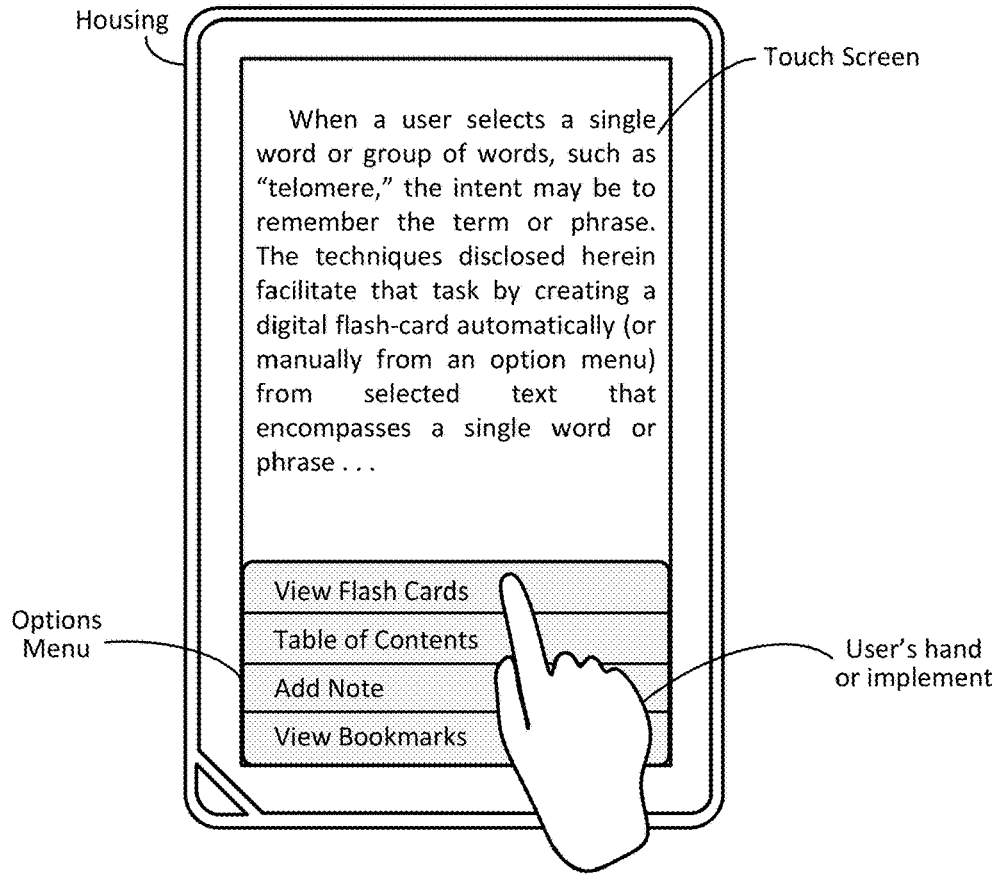 Housing
Touch Screen
When a user selects a single
word or group of words, such as
“telomere,” the intent may be to
remember the term or phrase.
The techniques disclosed herein
facilitate that task by creating a
digital flash-card automatically (or
manually from an option menu)
from selected text that
encompasses a single word or
phrase . . .
View Flash Cards
Table of Contents
Add Note
View Bookmarks
Options
Menu
User’s hand
or implement